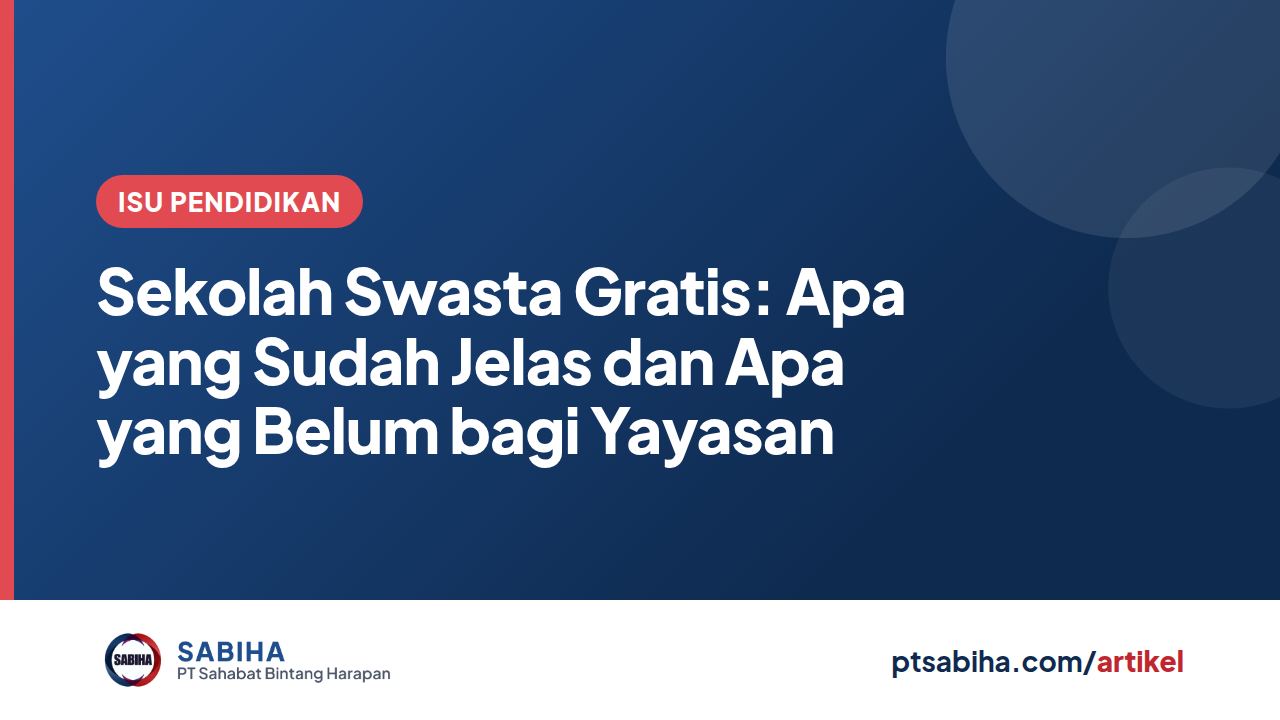 ISU PENDIDIKAN
Sekolah Swasta Gratis: Apa
yang Sudah Jelas dan Apa
yang Belum bagi Yayasan
SABIHA
SABIHA
PT Sahabat Bintang Harapan
ptsabiha.com/artikel